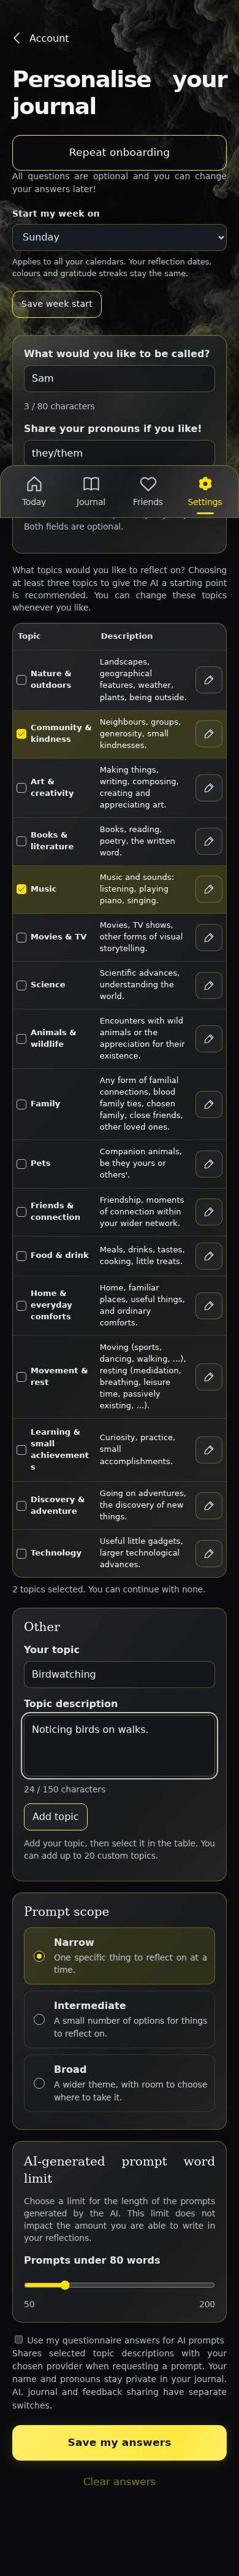 Account
Personalise your
journal
Repeat onboarding
All questions are optional and you can change
your answers later!
Start my week on
Sunday
Applies to all your calendars. Your reflection dates,
colours and gratitude streaks stay the same.
Save week start
What would you like to be called?
Sam
3 / 80 characters
Share your pronouns if you like!
they/them
Today
Journal
Friends
Settings
Both fields are optional.
What topics would you like to reflect on? Choosing
at least three topics to give the AI a starting point
is recommended. You can change these topics
whenever you like.
Topic
Description
Nature &
outdoors
Landscapes,
geographical
features, weather,
plants, being outside.
Community &
kindness
Neighbours, groups,
generosity, small
kindnesses.
Art &
creativity
Making things,
writing, composing,
creating and
appreciating art.
Books &
literature
Books, reading,
poetry, the written
word.
Music
Music and sounds:
listening, playing
piano, singing.
Movies & TV
Movies, TV shows,
other forms of visual
storytelling.
Science
Scientific advances,
understanding the
world.
Animals &
wildlife
Encounters with wild
animals or the
appreciation for their
existence.
Family
Any form of familial
connections, blood
family ties, chosen
family, close friends,
other loved ones.
Pets
Companion animals,
be they yours or
others'.
Friends &
connection
Friendship, moments
of connection within
your wider network.
Food & drink
Meals, drinks, tastes,
cooking, little treats.
Home &
everyday
comforts
Home, familiar
places, useful things,
and ordinary
comforts.
Movement &
rest
Moving (sports,
dancing, walking, ...),
resting (medidation,
breathing, leisure
time, passively
existing, ...).
Learning &
small
achievement
s
Curiosity, practice,
small
accomplishments.
Discovery &
adventure
Going on adventures,
the discovery of new
things.
Technology
Useful little gadgets,
larger technological
advances.
2 topics selected. You can continue with none.
Other
Your topic
Birdwatching
Topic description
Noticing birds on walks.
24 / 150 characters
Add topic
Add your topic, then select it in the table. You
can add up to 20 custom topics.
Prompt scope
Narrow
One specific thing to reflect on at a
time.
Intermediate
A small number of options for things
to reflect on.
Broad
A wider theme, with room to choose
where to take it.
AI-generated prompt word
limit
Choose a limit for the length of the prompts
generated by the AI. This limit does not
impact the amount you are able to write in
your reflections.
Prompts under 80 words
50
200
Use my questionnaire answers for AI prompts
Shares selected topic descriptions with your
chosen provider when requesting a prompt. Your
name and pronouns stay private in your journal.
AI, journal and feedback sharing have separate
switches.
Save my answers
Clear answers